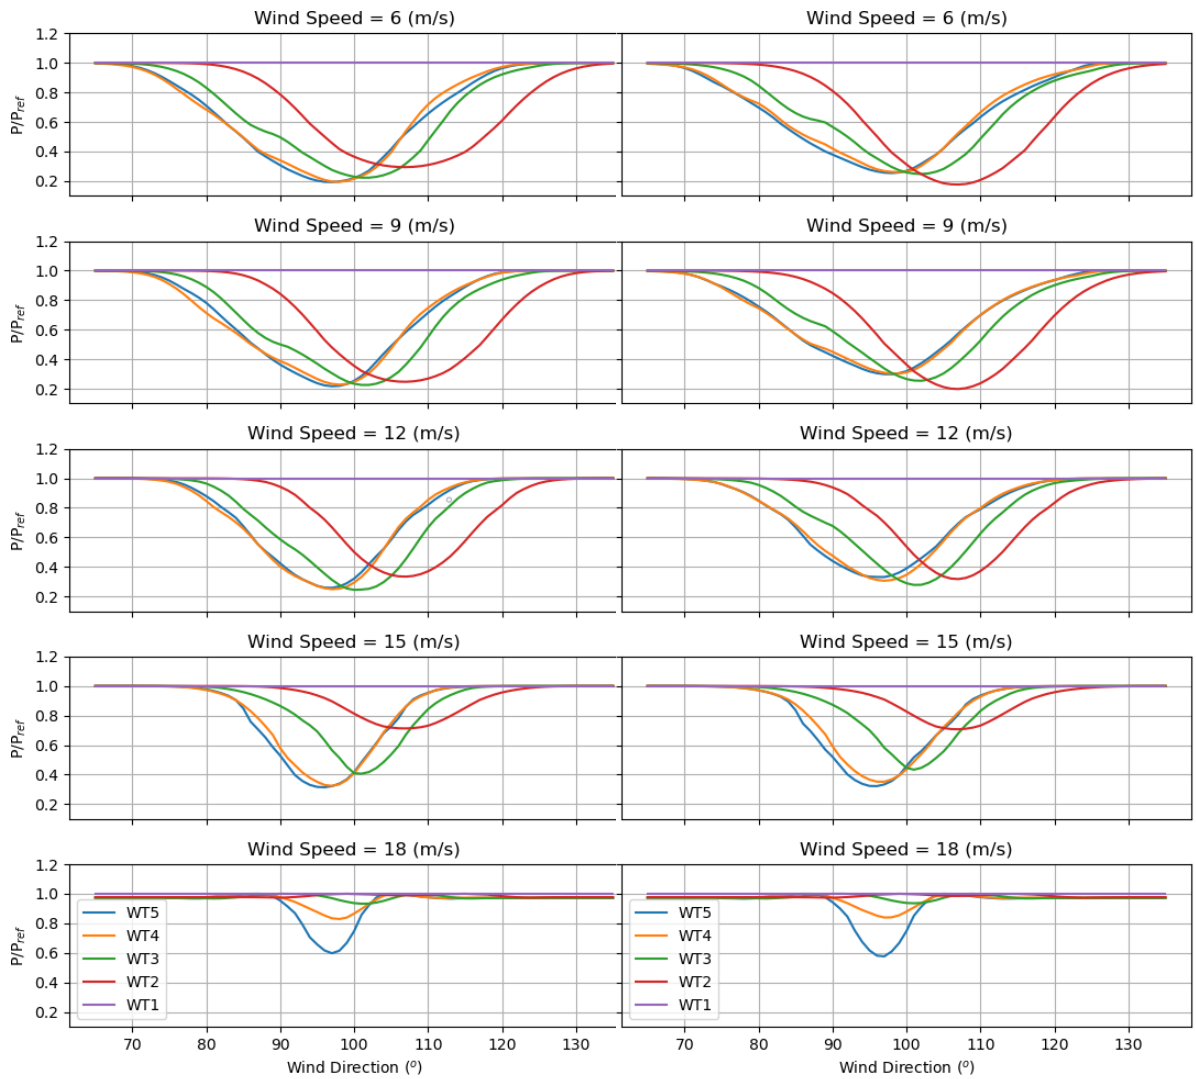 Wind Speed = 6 (m/s)
Wind Speed = 6 (m/s)
1.2
1.0
0.8
0.6
0.4
0.2
P/Pref
Wind Speed = 9 (m/s)
Wind Speed = 9 (m/s)
1.2
1.0
0.8
0.6
0.4
0.2
P/Pref
Wind Speed = 12 (m/s)
Wind Speed = 12 (m/s)
1.2
1.0
0.8
0.6
0.4
0.2
P/Pref
Wind Speed = 15 (m/s)
Wind Speed = 15 (m/s)
1.2
1.0
0.8
0.6
0.4
0.2
P/Pref
Wind Speed = 18 (m/s)
Wind Speed = 18 (m/s)
1.2
1.0
0.8
0.6
0.4
0.2
P/Pref
WT5
WT4
WT3
WT2
WT1
WT5
WT4
WT3
WT2
WT1
70 80 90 100 110 120 130
70 80 90 100 110 120 130
Wind Direction (o)
Wind Direction (o)